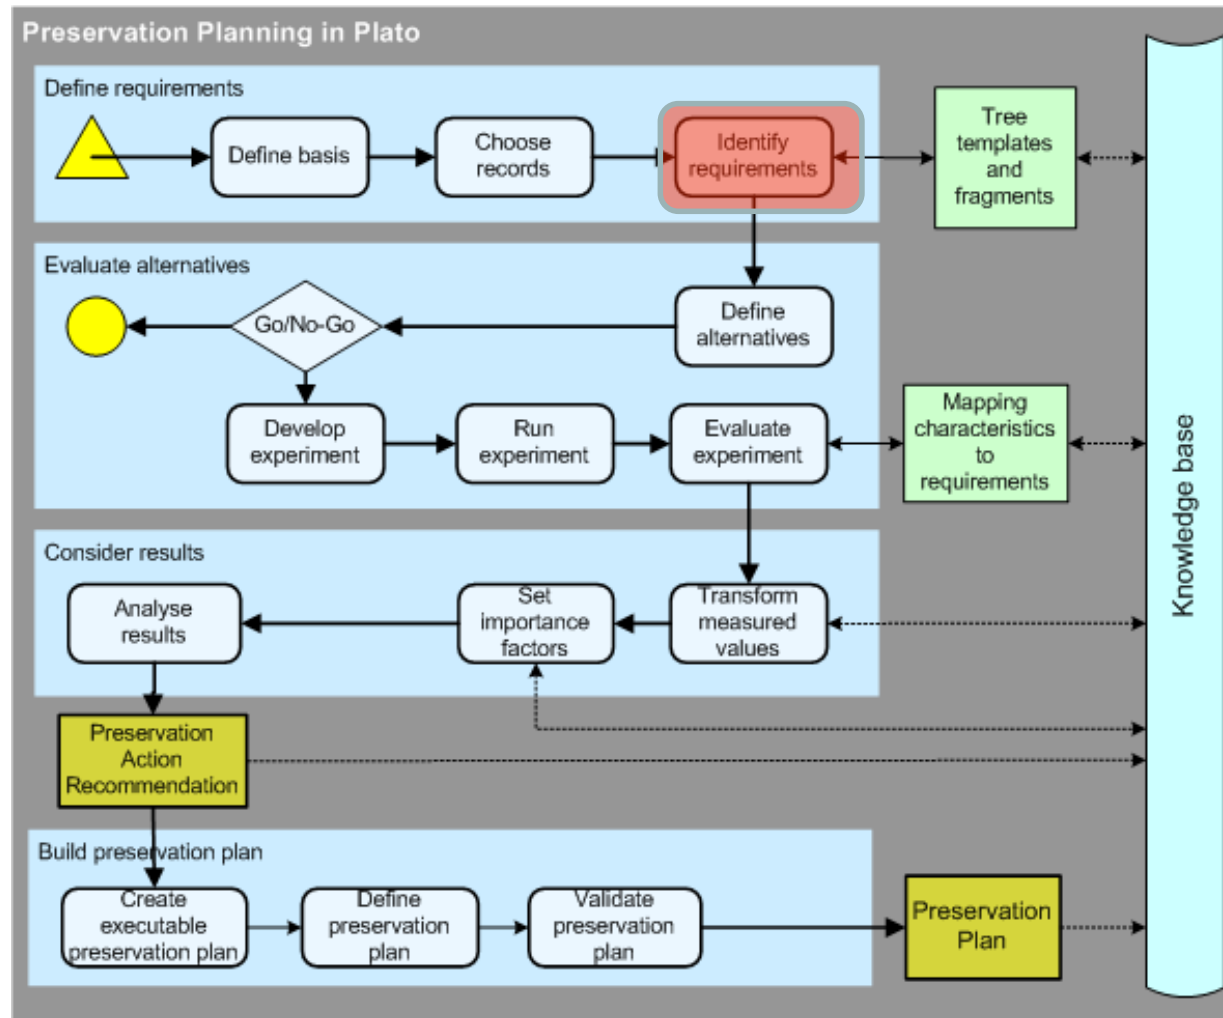 Preservation Planning in Plato
Define requirements
Define basis
Choose
records
Identify
requirements
Tree
templates
and
fragments
Evaluate alternatives
Go/No-Go
Define
alternatives
Develop
experiment
Run
experiment
Evaluate
experiment
Mapping
characteristics
to
requirements
Knowledge base
Consider results
Analyse
results
Set
importance
factors
Transform
measured
values
Preservation
Action
Recommendation
Build preservation plan
Create
executable
preservation plan
Define
preservation
plan
Validate
preservation
plan
Preservation
Plan